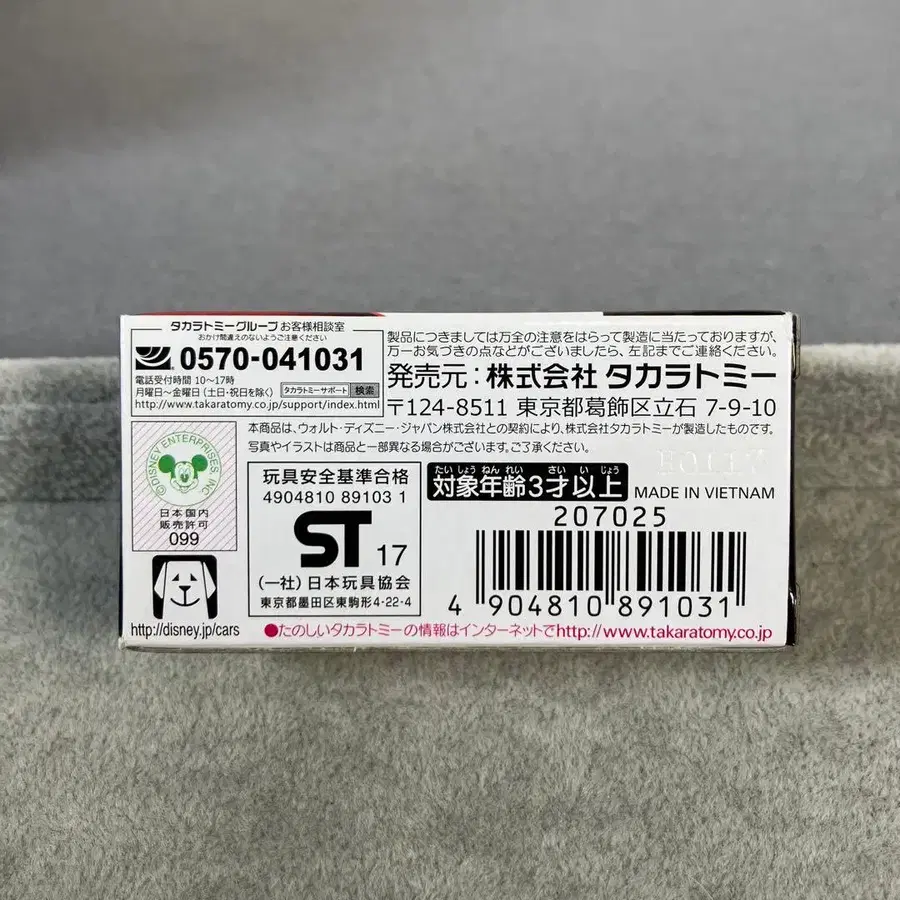 タカラトミーグループ お客様相談室
おかけ間違えのないようご注意ください
0570-041031
電話受付時間 10〜17時
月曜日〜金曜日 (土・日・祝日を除く)
タカラトミーサポート 検索
http://www.takaratomy.co.jp/support/index.html
製品につきましては万全の注意をはらって製造に当たっておりますが、
万一お気づきの点などがございましたら、左記までご連絡ください。
発売元：株式会社 タカラトミー
〒124-8511 東京都葛飾区立石 7-9-10
本商品は、ウォルト・ディズニー・ジャパン株式会社との契約により、株式会社タカラトミーが製造したものです。
写真やイラストは商品と一部異なる場合がございます。ご了承ください。
©DISNEY ENTERPRISES, INC
日本国内
販売許可
099
http://disney.jp/cars
玩具安全基準合格
4904810 89103 1
ST 17
(一社) 日本玩具協会
東京都墨田区東駒形4-22-4
たい しょう ねん れい さい い じょう
対象年齢3才以上
MADE IN VIETNAM
207025
4 904810 891031
●たのしいタカラトミーの情報はインターネットでhttp://www.takaratomy.co.jp